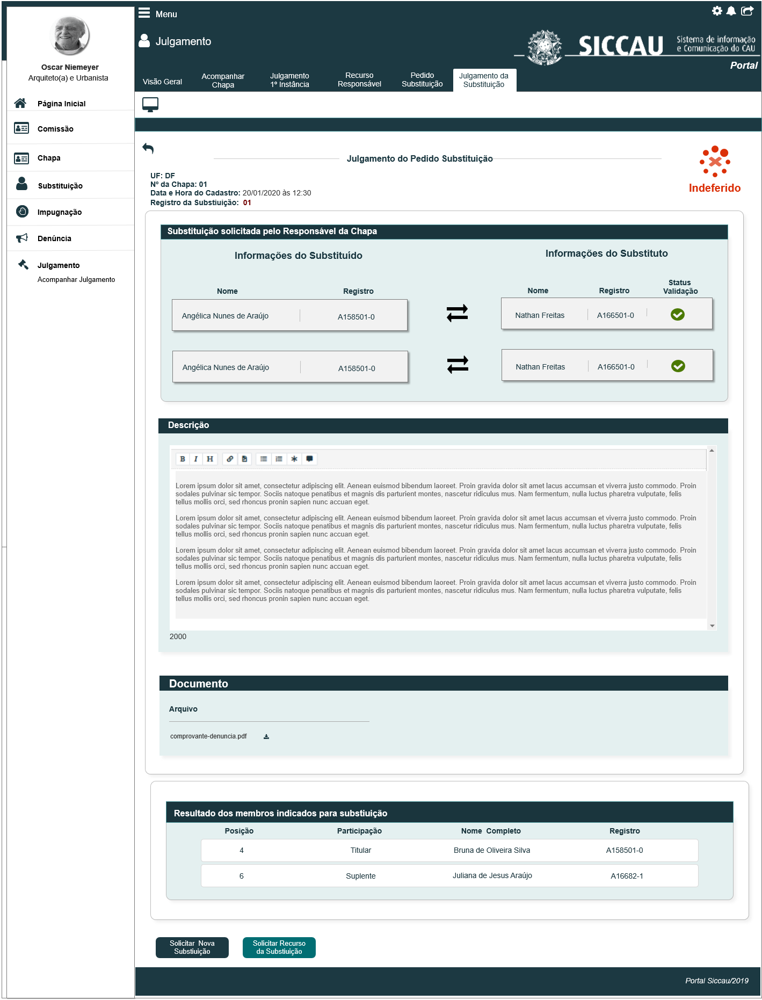 Menu
Julgamento
SICCAU
Sistema de informação
e Comunicação do CAU
Portal
Oscar Niemeyer
Arquiteto(a) e Urbanista
Página Inicial
Comissão
Chapa
Substituição
Impugnação
Denúncia
Julgamento
Acompanhar Julgamento
Visão Geral
Acompanhar
Chapa
Julgamento
1º Instância
Recurso
Responsável
Pedido
Substituição
Julgamento da
Substituição
Julgamento do Pedido Substituição
Indeferido
UF: DF
Nº da Chapa: 01
Data e Hora do Cadastro: 20/01/2020 às 12:30
Registro da Substiuição: 01
Substituição solicitada pelo Responsável da Chapa
Informações do Substituído
Informações do Substituto
Nome Registro
Nome Registro Status
Validação
Angélica Nunes de Araújo A158501-0 Nathan Freitas A166501-0
Angélica Nunes de Araújo A158501-0 Nathan Freitas A166501-0
Descrição
B I H
Lorem ipsum dolor sit amet, consectetur adipiscing elit. Aenean euismod bibendum laoreet. Proin gravida dolor sit amet lacus accumsan et viverra justo commodo. Proin
sodales pulvinar sic tempor. Sociis natoque penatibus et magnis dis parturient montes, nascetur ridiculus mus. Nam fermentum, nulla luctus pharetra vulputate, felis
tellus mollis orci, sed rhoncus pronin sapien nunc accuan eget.
Lorem ipsum dolor sit amet, consectetur adipiscing elit. Aenean euismod bibendum laoreet. Proin gravida dolor sit amet lacus accumsan et viverra justo commodo. Proin
sodales pulvinar sic tempor. Sociis natoque penatibus et magnis dis parturient montes, nascetur ridiculus mus. Nam fermentum, nulla luctus pharetra vulputate, felis
tellus mollis orci, sed rhoncus pronin sapien nunc accuan eget.
Lorem ipsum dolor sit amet, consectetur adipiscing elit. Aenean euismod bibendum laoreet. Proin gravida dolor sit amet lacus accumsan et viverra justo commodo. Proin
sodales pulvinar sic tempor. Sociis natoque penatibus et magnis dis parturient montes, nascetur ridiculus mus. Nam fermentum, nulla luctus pharetra vulputate, felis
tellus mollis orci, sed rhoncus pronin sapien nunc accuan eget.
Lorem ipsum dolor sit amet, consectetur adipiscing elit. Aenean euismod bibendum laoreet. Proin gravida dolor sit amet lacus accumsan et viverra justo commodo. Proin
sodales pulvinar sic tempor. Sociis natoque penatibus et magnis dis parturient montes, nascetur ridiculus mus. Nam fermentum, nulla luctus pharetra vulputate, felis
tellus mollis orci, sed rhoncus pronin sapien nunc accuan eget.
2000
Documento
Arquivo
comprovante-denuncia.pdf
Resultado dos membros indicados para substiuição
Posição Participação Nome Completo Registro
4 Titular Bruna de Oliveira Silva A158501-0
6 Suplente Juliana de Jesus Araújo A16682-1
Solicitar Nova
Substiuição
Solicitar Recurso
da Substiuição
Portal Siccau/2019